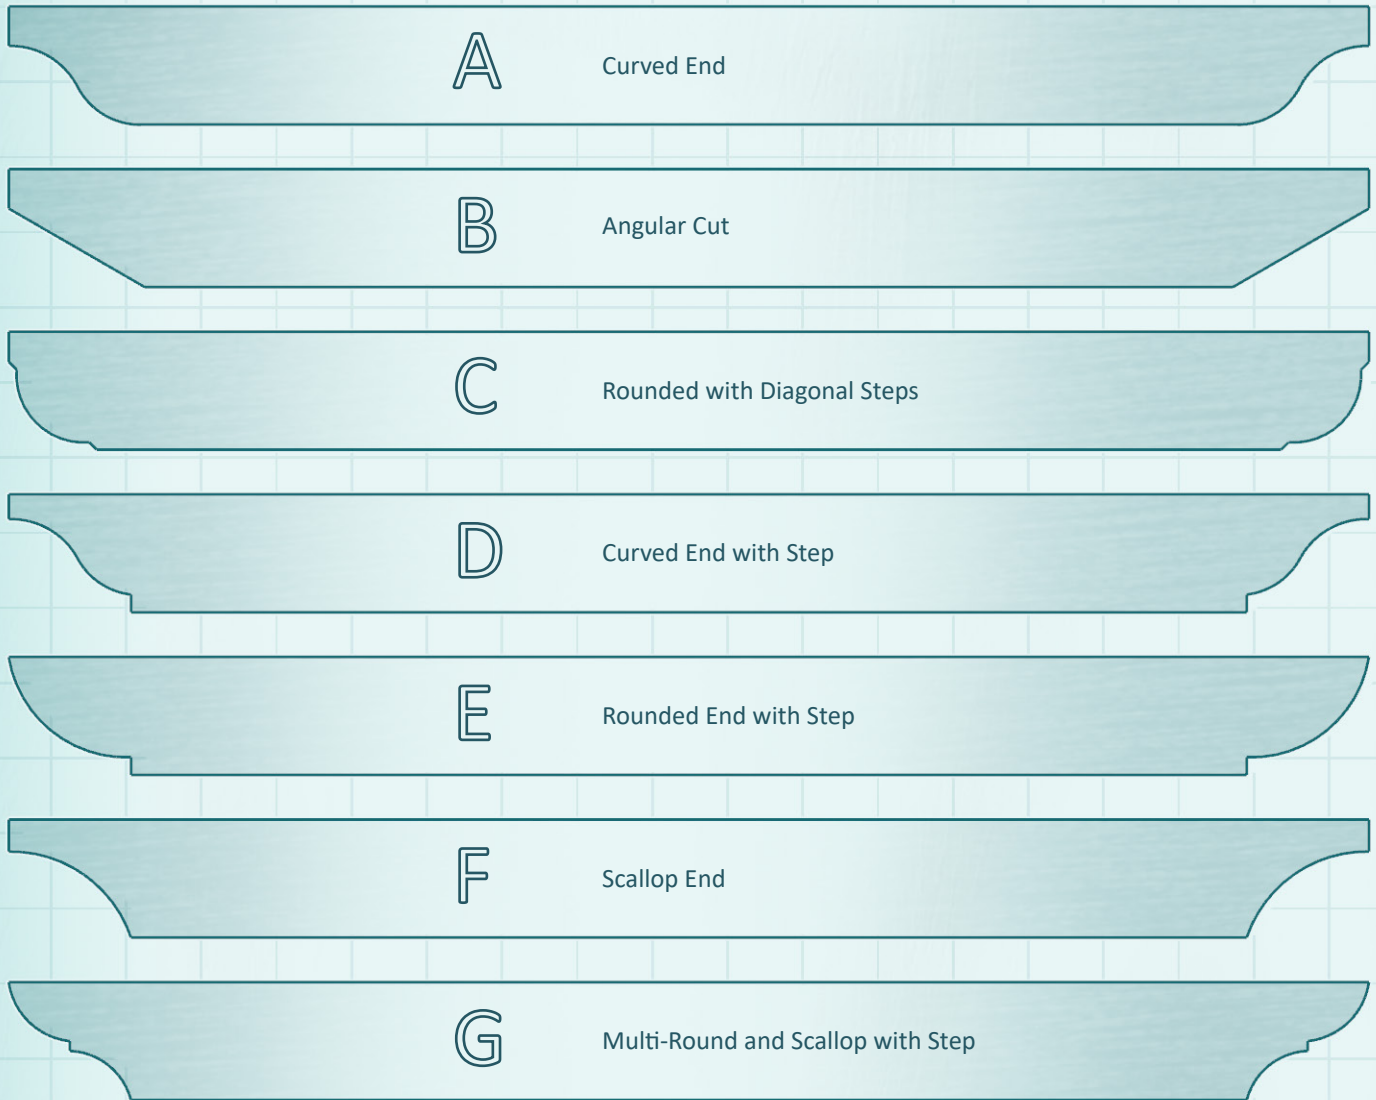 A Curved End
B Angular Cut
C Rounded with Diagonal Steps
D Curved End with Step
E Rounded End with Step
F Scallop End
G Multi-Round and Scallop with Step